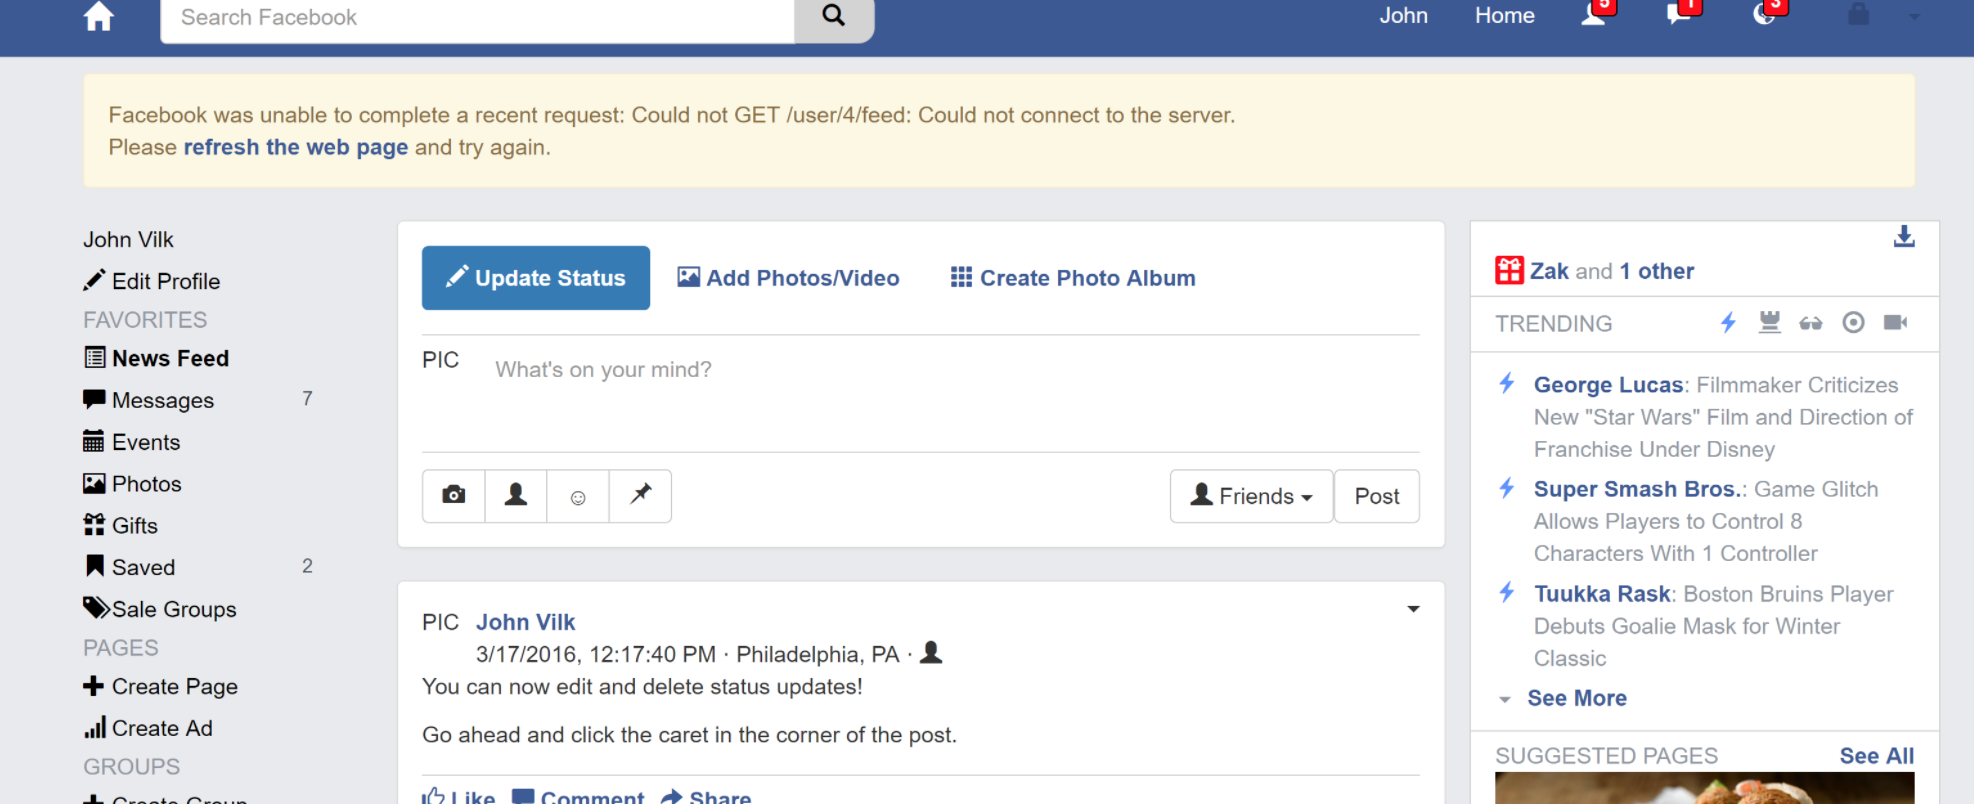 Search Facebook
John
Home
5
1
3
Facebook was unable to complete a recent request: Could not GET /user/4/feed: Could not connect to the server.
Please refresh the web page and try again.
John Vilk
Edit Profile
FAVORITES
News Feed
Messages 7
Events
Photos
Gifts
Saved 2
Sale Groups
PAGES
Create Page
Create Ad
GROUPS
Create Group
Update Status
Add Photos/Video
Create Photo Album
PIC
What's on your mind?
Friends
Post
PIC
John Vilk
3/17/2016, 12:17:40 PM · Philadelphia, PA ·
You can now edit and delete status updates!
Go ahead and click the caret in the corner of the post.
Like Comment Share
Zak and 1 other
TRENDING
George Lucas: Filmmaker Criticizes
New "Star Wars" Film and Direction of
Franchise Under Disney
Super Smash Bros.: Game Glitch
Allows Players to Control 8
Characters With 1 Controller
Tuukka Rask: Boston Bruins Player
Debuts Goalie Mask for Winter
Classic
See More
SUGGESTED PAGES See All